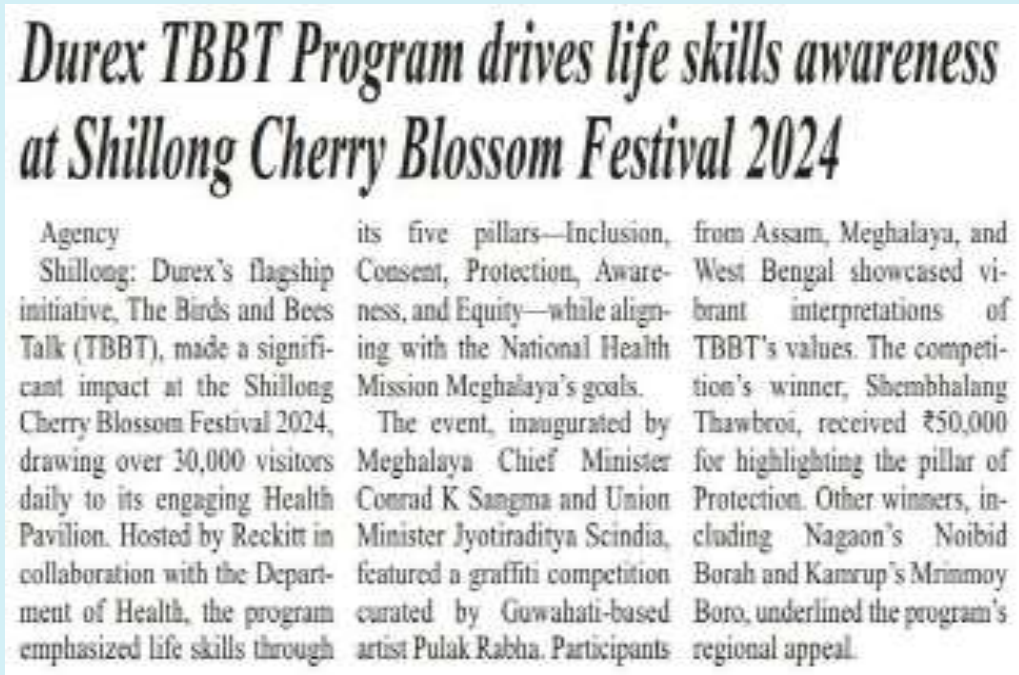 Durex TBBT Program drives life skills awareness
at Shillong Cherry Blossom Festival 2024
Agency
Shillong: Durex's flagship
initiative, The Birds and Bees
Talk (TBBT), made a signifi-
cant impact at the Shillong
Cherry Blossom Festival 2024,
drawing over 30,000 visitors
daily to its engaging Health
Pavilion. Hosted by Reckitt in
collaboration with the Depart-
ment of Health, the program
emphasized life skills through
its five pillars—Inclusion,
Consent, Protection, Aware-
ness, and Equity—while align-
ing with the National Health
Mission Meghalaya's goals.
The event, inaugurated by
Meghalaya Chief Minister
Conrad K Sangma and Union
Minister Jyotiraditya Scindia,
featured a graffiti competition
curated by Guwahati-based
artist Pulak Rabha. Participants
from Assam, Meghalaya, and
West Bengal showcased vi-
brant interpretations of
TBBT's values. The competi-
tion's winner, Shembhalang
Thawbroi, received ₹50,000
for highlighting the pillar of
Protection. Other winners, in-
cluding Nagaon's Noibid
Borah and Kamrup's Mrinmoy
Boro, underlined the program's
regional appeal.